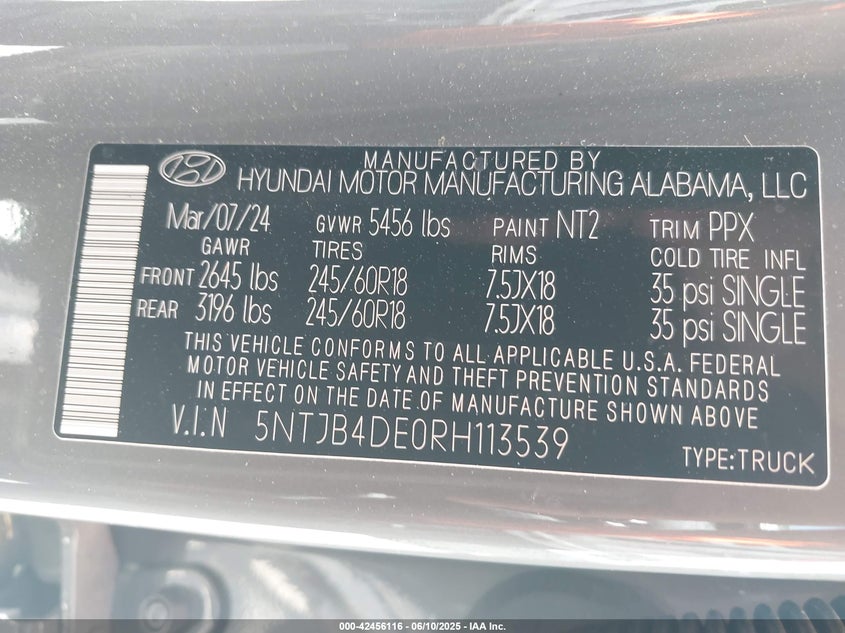 MANUFACTURED BY
HYUNDAI MOTOR MANUFACTURING ALABAMA, LLC
Mar/07/24 GVWR 5456 lbs PAINT NT2 TRIM PPX
GAWR TIRES RIMS COLD TIRE INFL
FRONT 2645 lbs 245/60R18 7.5JX18 35 psi SINGLE
REAR 3196 lbs 245/60R18 7.5JX18 35 psi SINGLE
THIS VEHICLE CONFORMS TO ALL APPLICABLE U.S.A. FEDERAL
MOTOR VEHICLE SAFETY AND THEFT PREVENTION STANDARDS
IN EFFECT ON THE DATE OF MANUFACTURE SHOWN ABOVE
V.I.N 5NTJB4DE0RH113539
TYPE:TRUCK
000-42456116 - 06/10/2025 - IAA Inc.